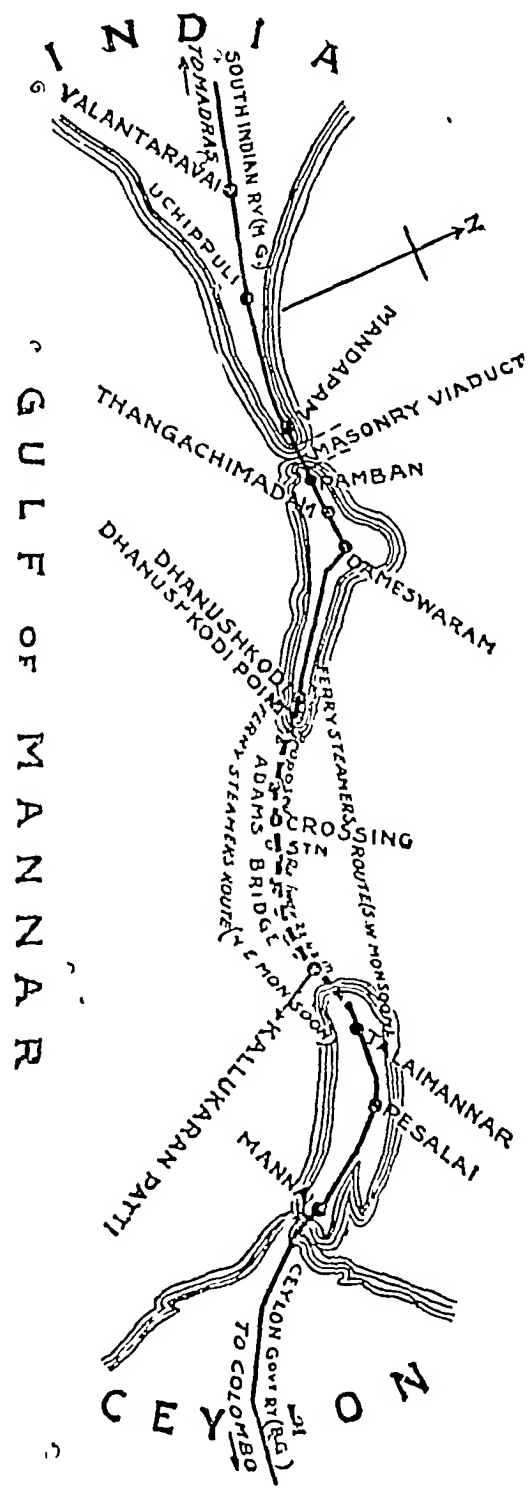 INDIA
SOUTH INDIAN RY (M G.)
TO MADRAS
VALANTARAVAI
UCHIPPULI
N
MANDAPAM
MASONRY VIADUCT
PAMBAN
THANGACHIMADAM
RAMESWARAM
DHANUSHKODI
DHANUSHKODI POINT
FERRY STEAMERS ROUTE (S.W MONSOON)
FERRY STEAMERS ROUTE (N E MONSOON)
ADAMS BRIDGE
CROSSING
STN
KALLUKARAN PATTI
TALAIMANNAR
PESALAI
MANNAR
GULF OF MANNAR
CEYLON GOVT RY (B.G)
TO COLOMBO
CEYLON